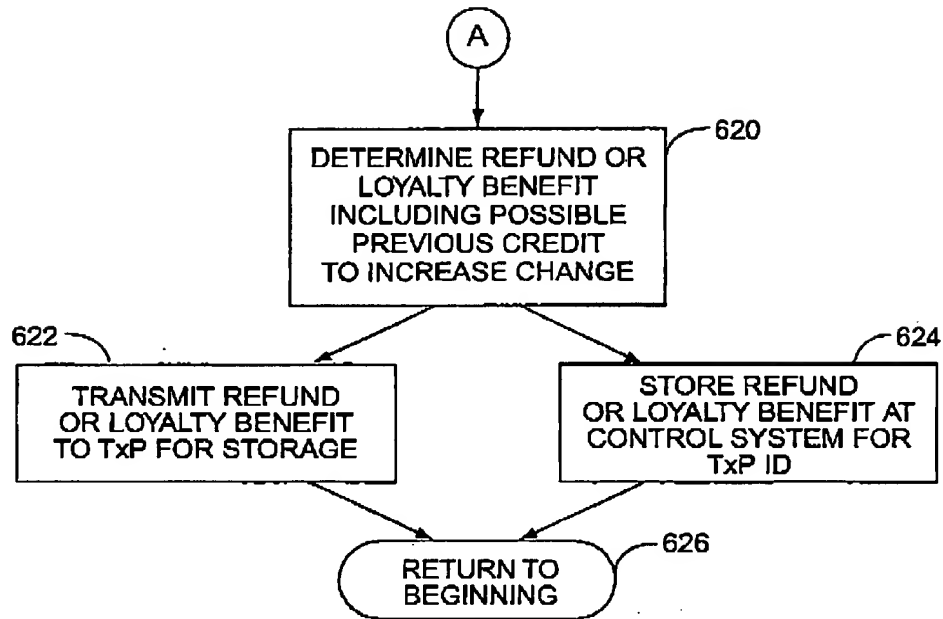 A
620
DETERMINE REFUND OR
LOYALTY BENEFIT
INCLUDING POSSIBLE
PREVIOUS CREDIT
TO INCREASE CHANGE
622
TRANSMIT REFUND
OR LOYALTY BENEFIT
TO TxP FOR STORAGE
624
STORE REFUND
OR LOYALTY BENEFIT AT
CONTROL SYSTEM FOR
TxP ID
626
RETURN TO
BEGINNING